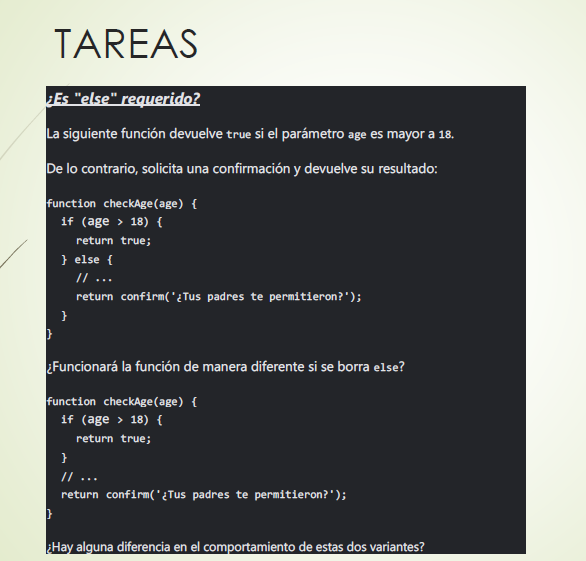 TAREAS
¿Es "else" requerido?
La siguiente función devuelve true si el parámetro age es mayor a 18.
De lo contrario, solicita una confirmación y devuelve su resultado:
function checkAge(age) {
  if (age > 18) {
    return true;
  } else {
    // ...
    return confirm('¿Tus padres te permitieron?');
  }
}
¿Funcionará la función de manera diferente si se borra else?
function checkAge(age) {
  if (age > 18) {
    return true;
  }
  // ...
  return confirm('¿Tus padres te permitieron?');
}
¿Hay alguna diferencia en el comportamiento de estas dos variantes?